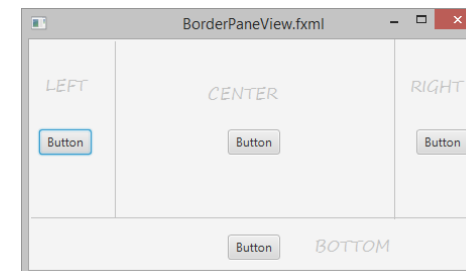 BorderPaneView.fxml
LEFT
CENTER
RIGHT
Button
Button
Button
Button
BOTTOM